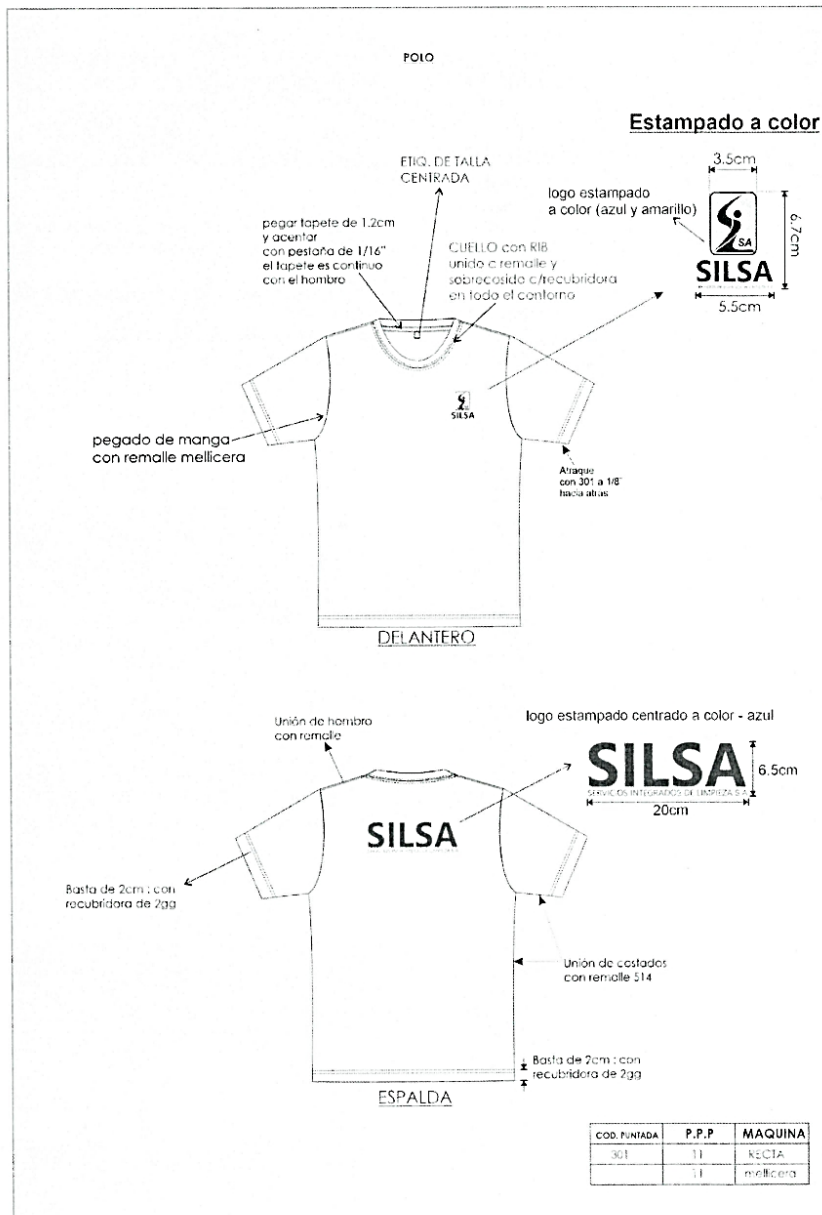 POLO
Estampado a color
ETIQ. DE TALLA
CENTRADA
3.5cm
logo estampado
a color (azul y amarillo)
6.7cm
SA
SILSA
5.5cm
pegar tapete de 1.2cm
y acentar
con pestaña de 1/16"
el tapete es continuo
con el hombro
CUELLO con RIB
unido c remalle y
sobrecosido c/recubridora
en todo el contorno
SILSA
pegado de manga
con remalle mellicera
Atraque
con 301 a 1/8"
hacia atras
DELANTERO
Unión de hombro
con remalle
logo estampado centrado a color - azul
SILSA
SERVICIOS INTEGRADOS DE LIMPIEZA S.A
6.5cm
20cm
SILSA
Basta de 2cm : con
recubridora de 2gg
Unión de costados
con remalle 514
Basta de 2cm : con
recubridora de 2gg
ESPALDA
COD. PUNTADA P.P.P MAQUINA
301 11 RECTA
11 mellicera